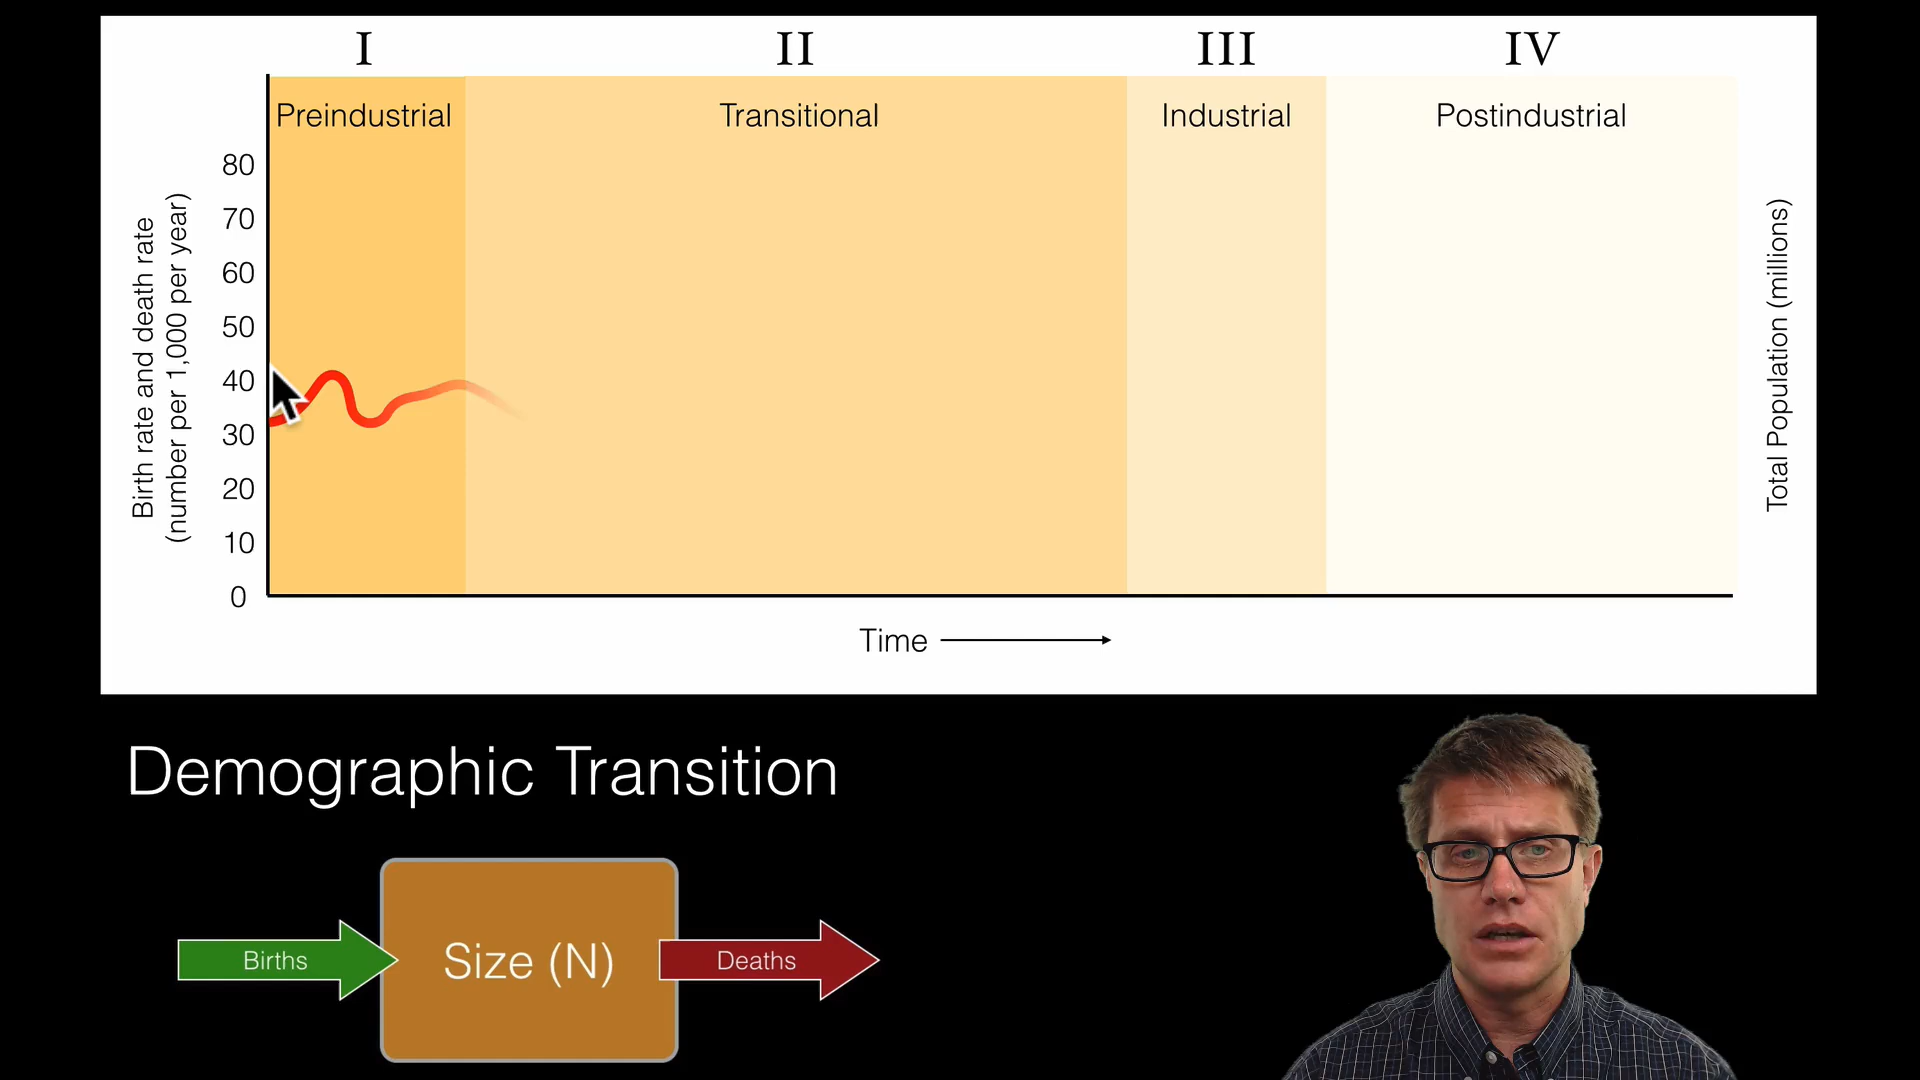 I II III IV
Preindustrial Transitional Industrial Postindustrial
80
70
60
50
40
30
20
10
0
Birth rate and death rate
(number per 1,000 per year)
Total Population (millions)
Time
Demographic Transition
Births Size (N) Deaths